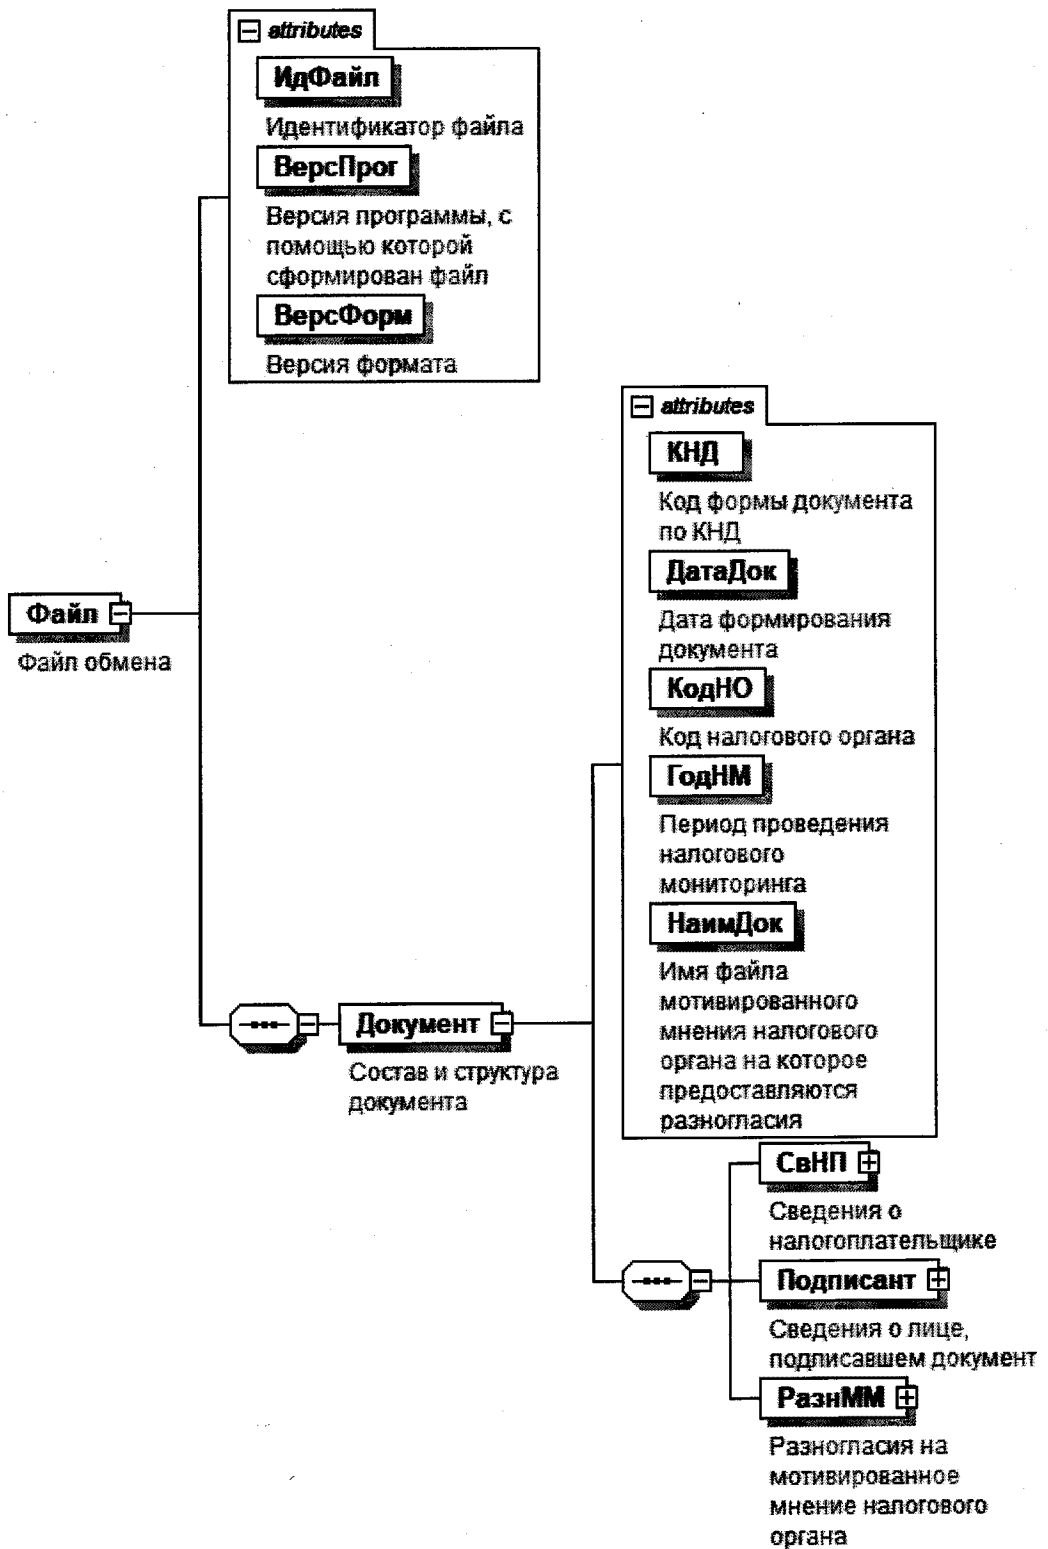 attributes
ИдФайл
Идентификатор файла
ВерсПрог
Версия программы, с
помощью которой
сформирован файл
ВерсФорм
Версия формата
Файл
Файл обмена
Документ
Состав и структура
документа
attributes
КНД
Код формы документа
по КНД
ДатаДок
Дата формирования
документа
КодНО
Код налогового органа
ГодНМ
Период проведения
налогового
мониторинга
НаимДок
Имя файла
мотивированного
мнения налогового
органа на которое
предоставляются
разногласия
СвНП
Сведения о
налогоплательщике
Подписант
Сведения о лице,
подписавшем документ
РазнММ
Разногласия на
мотивированное
мнение налогового
органа